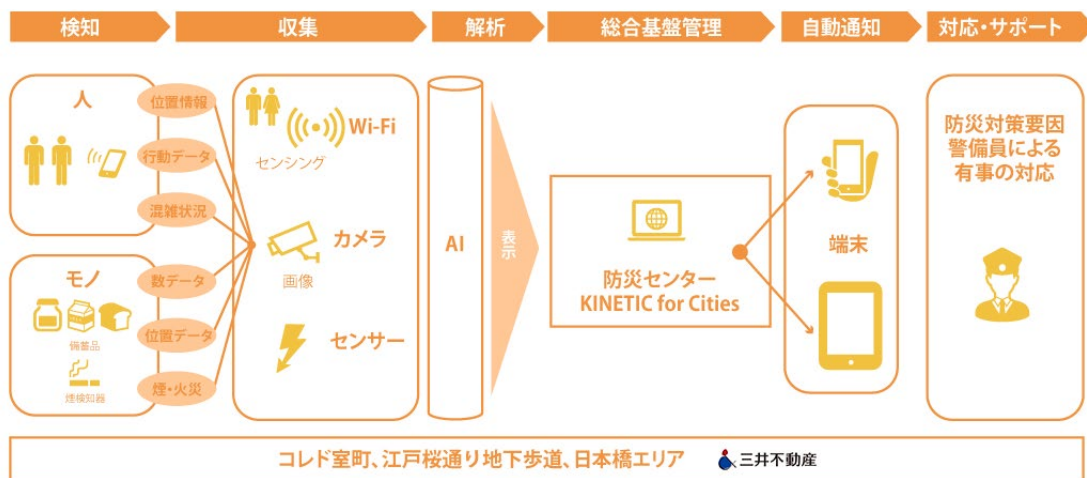 検知
収集
解析
総合基盤管理
自動通知
対応・サポート
人
位置情報
行動データ
混雑状況
モノ
備蓄品
煙検知器
数データ
位置データ
煙・火災
Wi-Fi
センシング
カメラ
画像
センサー
AI
表示
防災センター
KINETIC for Cities
端末
防災対策要因
警備員による
有事の対応
コレド室町、江戸桜通り地下歩道、日本橋エリア 三井不動産